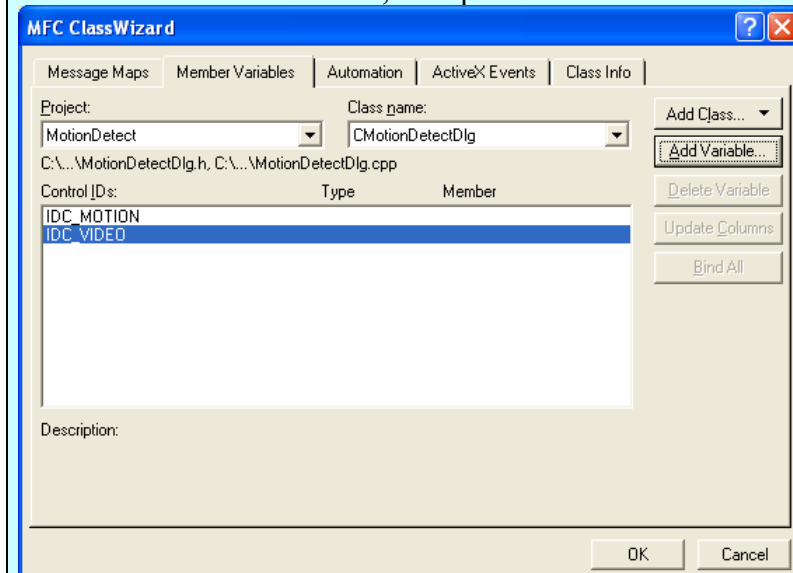 MFC ClassWizard
Message Maps Member Variables Automation ActiveX Events Class Info
Project: Class name:
MotionDetect CMotionDetectDlg
Add Class...
C:\...\MotionDetectDlg.h, C:\...\MotionDetectDlg.cpp
Add Variable...
Control IDs: Type Member
Delete Variable
IDC_MOTION
IDC_VIDEO
Update Columns
Bind All
Description:
OK Cancel